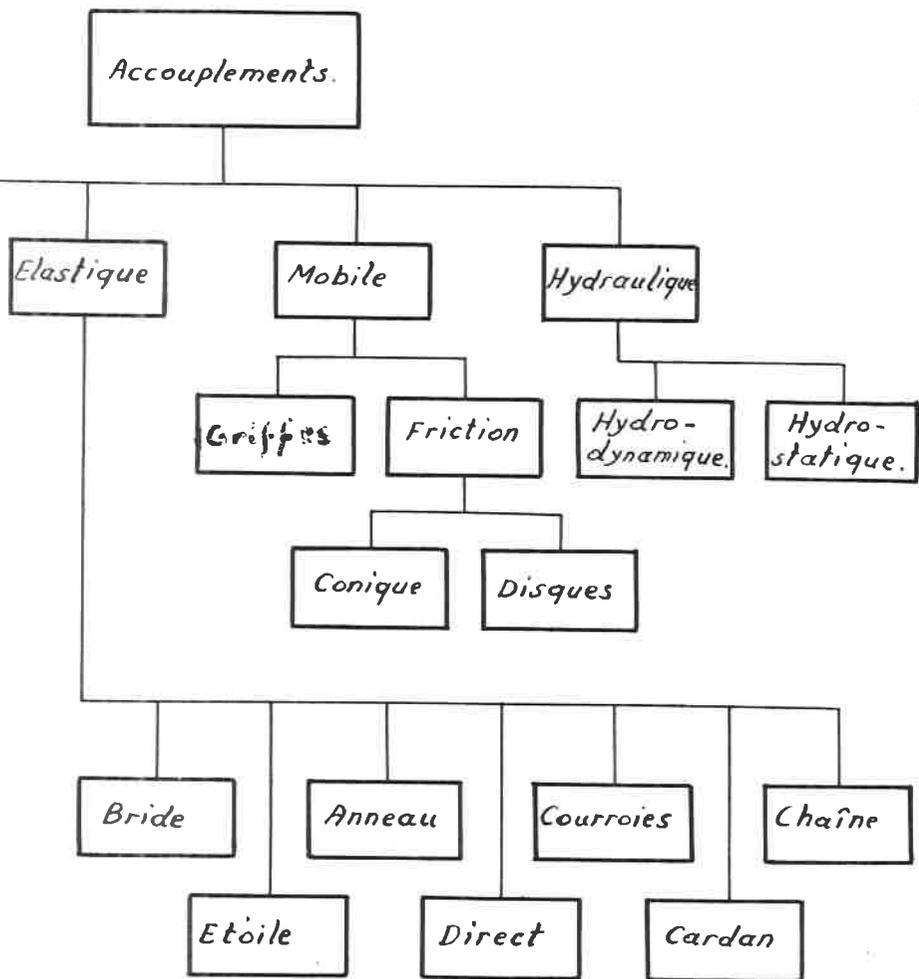 Accouplements.
Elastique
Mobile
Hydraulique
Griffes
Friction
Hydro-
dynamique.
Hydro-
statique.
Conique
Disques
Bride
Anneau
Courroies
Chaîne
Etoile
Direct
Cardan